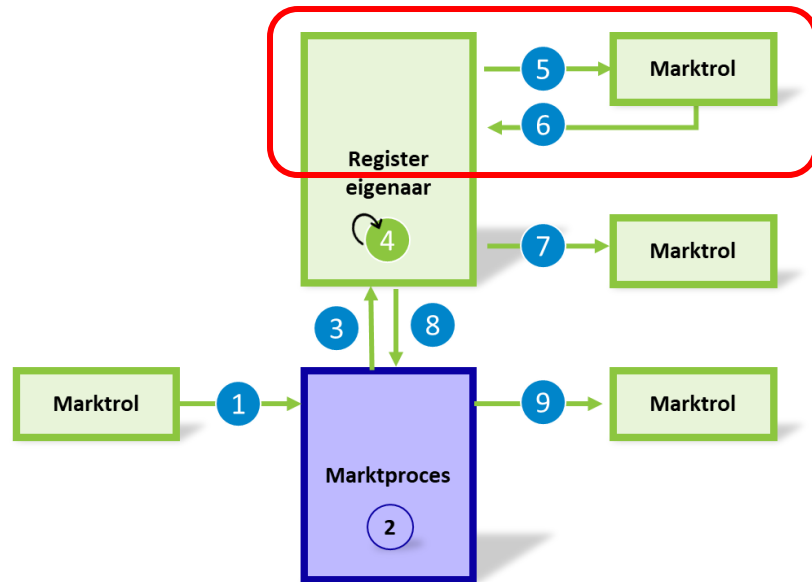 5
Marktrol
6
Register
eigenaar
4
7
Marktrol
3
8
Marktrol
1
9
Marktrol
Marktproces
2